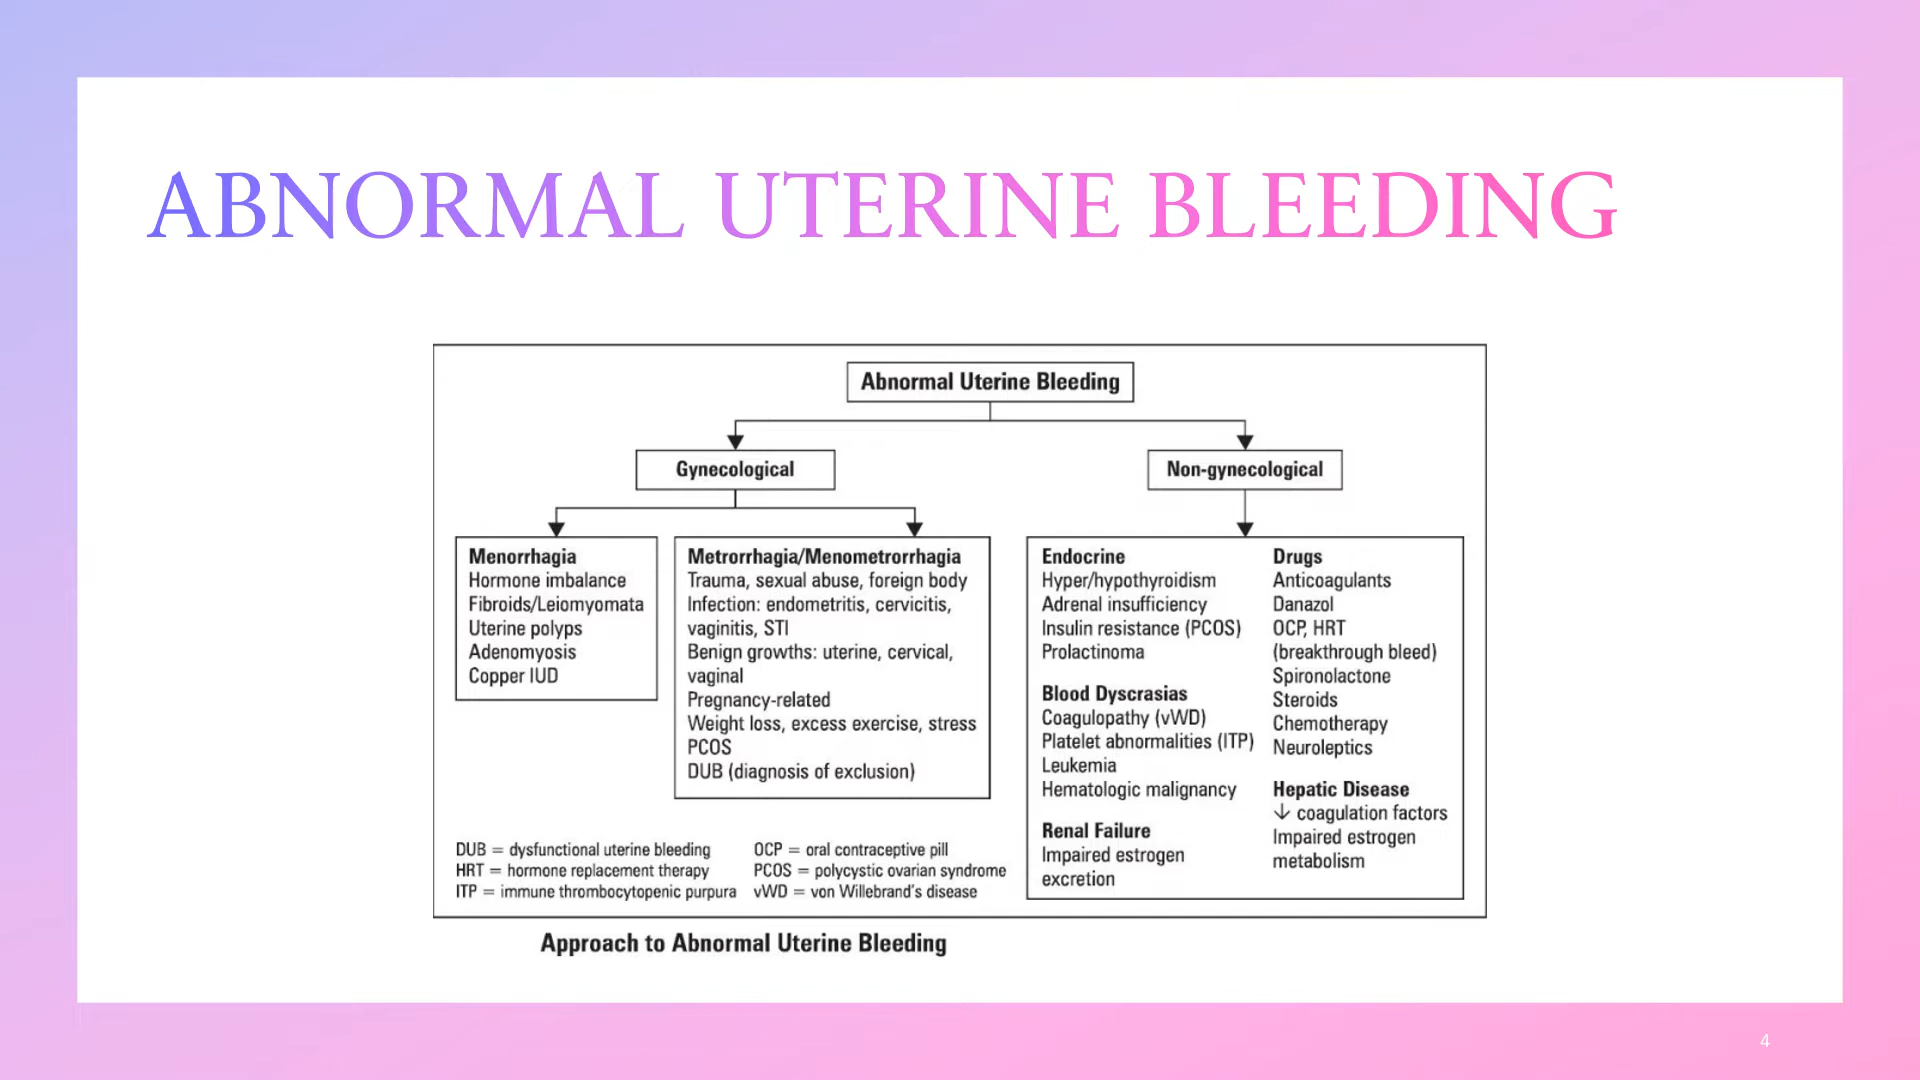 ABNORMAL UTERINE BLEEDING
Abnormal Uterine Bleeding
Gynecological
Non-gynecological
Menorrhagia
Hormone imbalance
Fibroids/Leiomyomata
Uterine polyps
Adenomyosis
Copper IUD
Metrorrhagia/Menometrorrhagia
Trauma, sexual abuse, foreign body
Infection: endometritis, cervicitis,
vaginitis, STI
Benign growths: uterine, cervical,
vaginal
Pregnancy-related
Weight loss, excess exercise, stress
PCOS
DUB (diagnosis of exclusion)
Endocrine
Hyper/hypothyroidism
Adrenal insufficiency
Insulin resistance (PCOS)
Prolactinoma
Blood Dyscrasias
Coagulopathy (vWD)
Platelet abnormalities (ITP)
Leukemia
Hematologic malignancy
Renal Failure
Impaired estrogen
excretion
Drugs
Anticoagulants
Danazol
OCP, HRT
(breakthrough bleed)
Spironolactone
Steroids
Chemotherapy
Neuroleptics
Hepatic Disease
↓ coagulation factors
Impaired estrogen
metabolism
DUB = dysfunctional uterine bleeding
HRT = hormone replacement therapy
ITP = immune thrombocytopenic purpura
OCP = oral contraceptive pill
PCOS = polycystic ovarian syndrome
vWD = von Willebrand's disease
Approach to Abnormal Uterine Bleeding
4